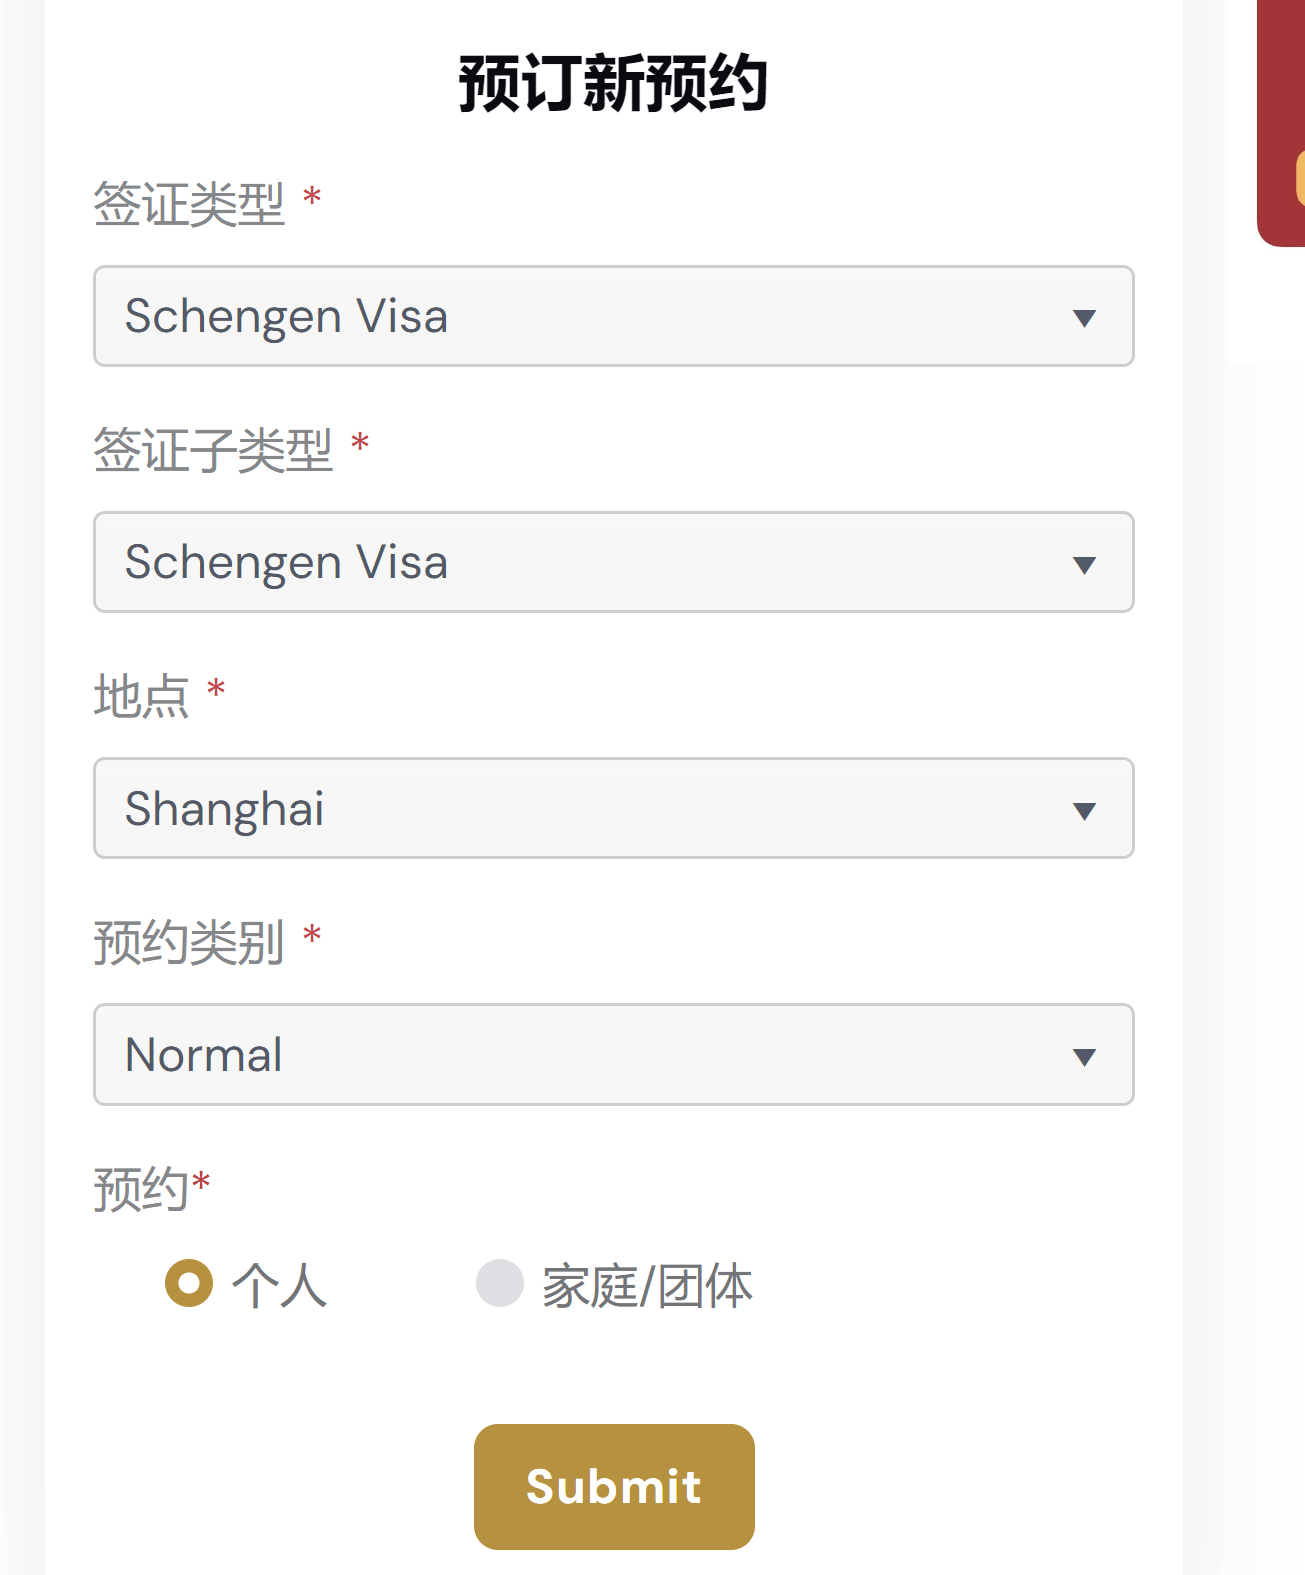 预订新预约
签证类型 *
Schengen Visa
签证子类型 *
Schengen Visa
地点 *
Shanghai
预约类别 *
Normal
预约*
个人 家庭/团体
Submit